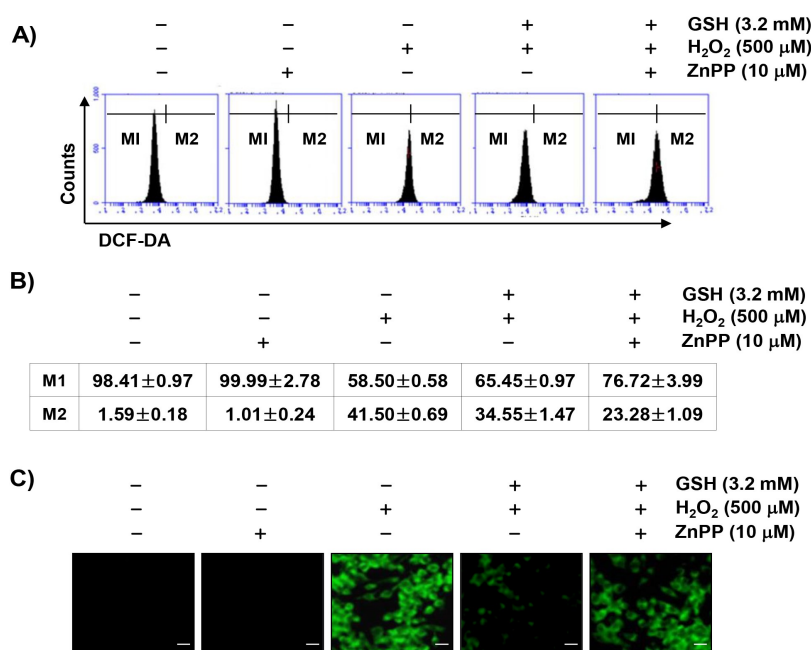 A)
− − − + + GSH (3.2 mM)
− − + + + H₂O₂ (500 μM)
− + − − + ZnPP (10 μM)
1,000
500
0
MI M2 MI M2 MI M2 MI M2 MI M2
Counts
DCF-DA
B)
− − − + + GSH (3.2 mM)
− − + + + H₂O₂ (500 μM)
− + − − + ZnPP (10 μM)
M1 98.41±0.97 99.99±2.78 58.50±0.58 65.45±0.97 76.72±3.99
M2 1.59±0.18 1.01±0.24 41.50±0.69 34.55±1.47 23.28±1.09
C)
− − − + + GSH (3.2 mM)
− − + + + H₂O₂ (500 μM)
− + − − + ZnPP (10 μM)